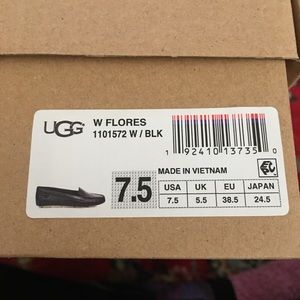 UGG
W FLORES
1101572 W / BLK
1 92410 13735 0
7.5
MADE IN VIETNAM
USA UK EU JAPAN
7.5 5.5 38.5 24.5